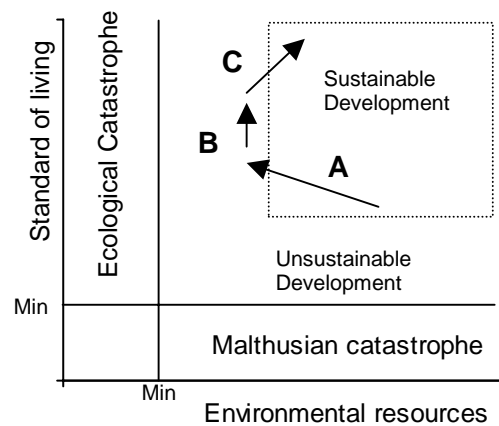 Standard of living
Ecological Catastrophe
C
Sustainable
Development
B
A
Unsustainable
Development
Min
Malthusian catastrophe
Min
Environmental resources